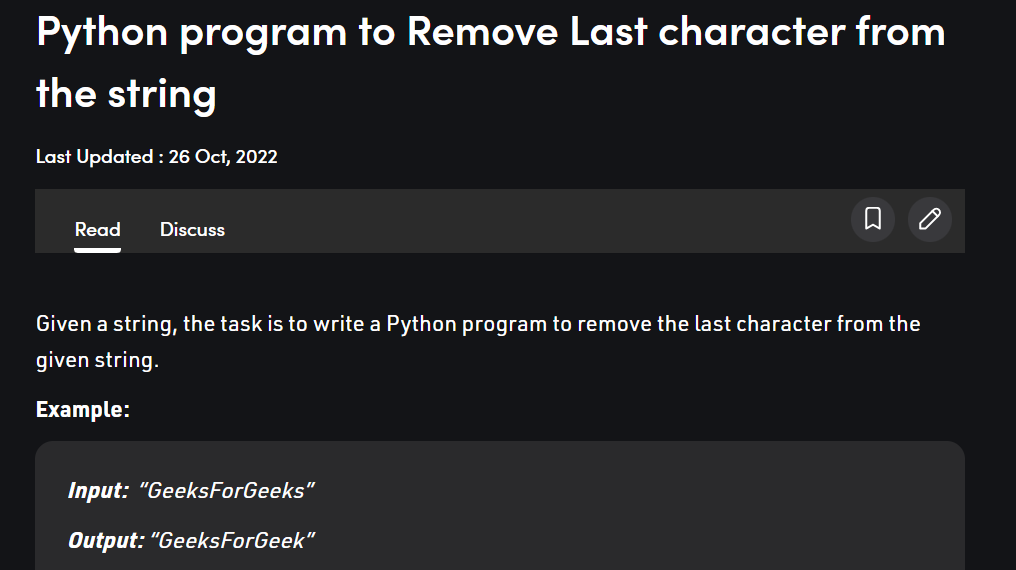 Python program to Remove Last character from
the string
Last Updated : 26 Oct, 2022
Read Discuss
Given a string, the task is to write a Python program to remove the last character from the
given string.
Example:
Input: “GeeksForGeeks”
Output: “GeeksForGeek”